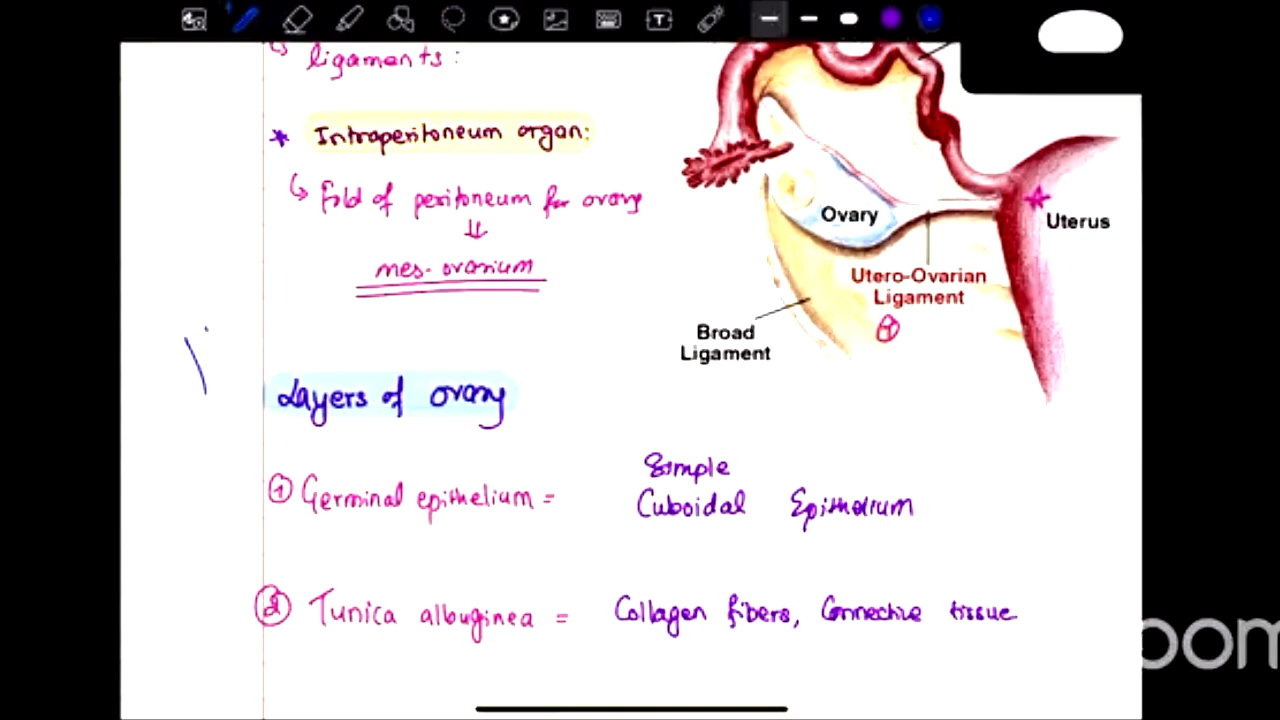 ligaments :
* Intraperitoneum organ:
↳ Fold of peritoneum for ovary
⇓
mes-ovarium
Ovary
Uterus
Utero-Ovarian
Ligament
Broad
Ligament
Layers of ovary
① Germinal epithelium =
Simple
Cuboidal Epithelium
② Tunica albuginea = Collagen fibers, Connective tissue
oom